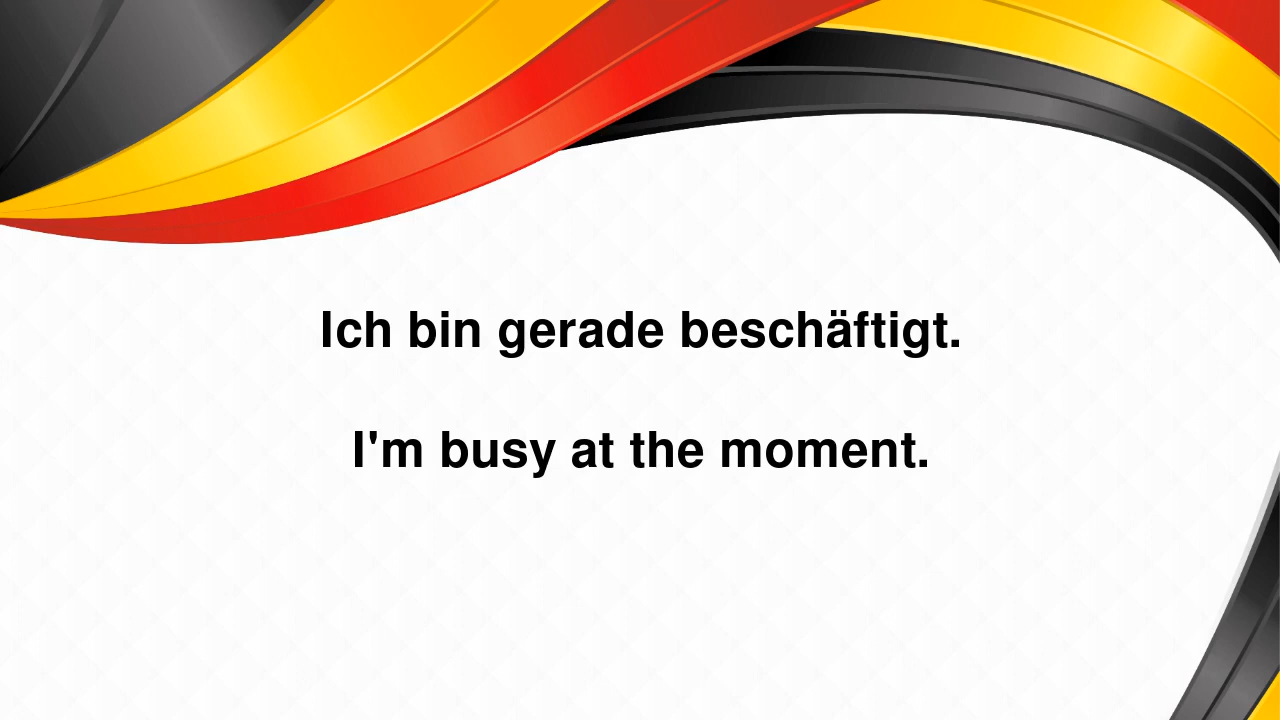 Ich bin gerade beschäftigt.
I'm busy at the moment.